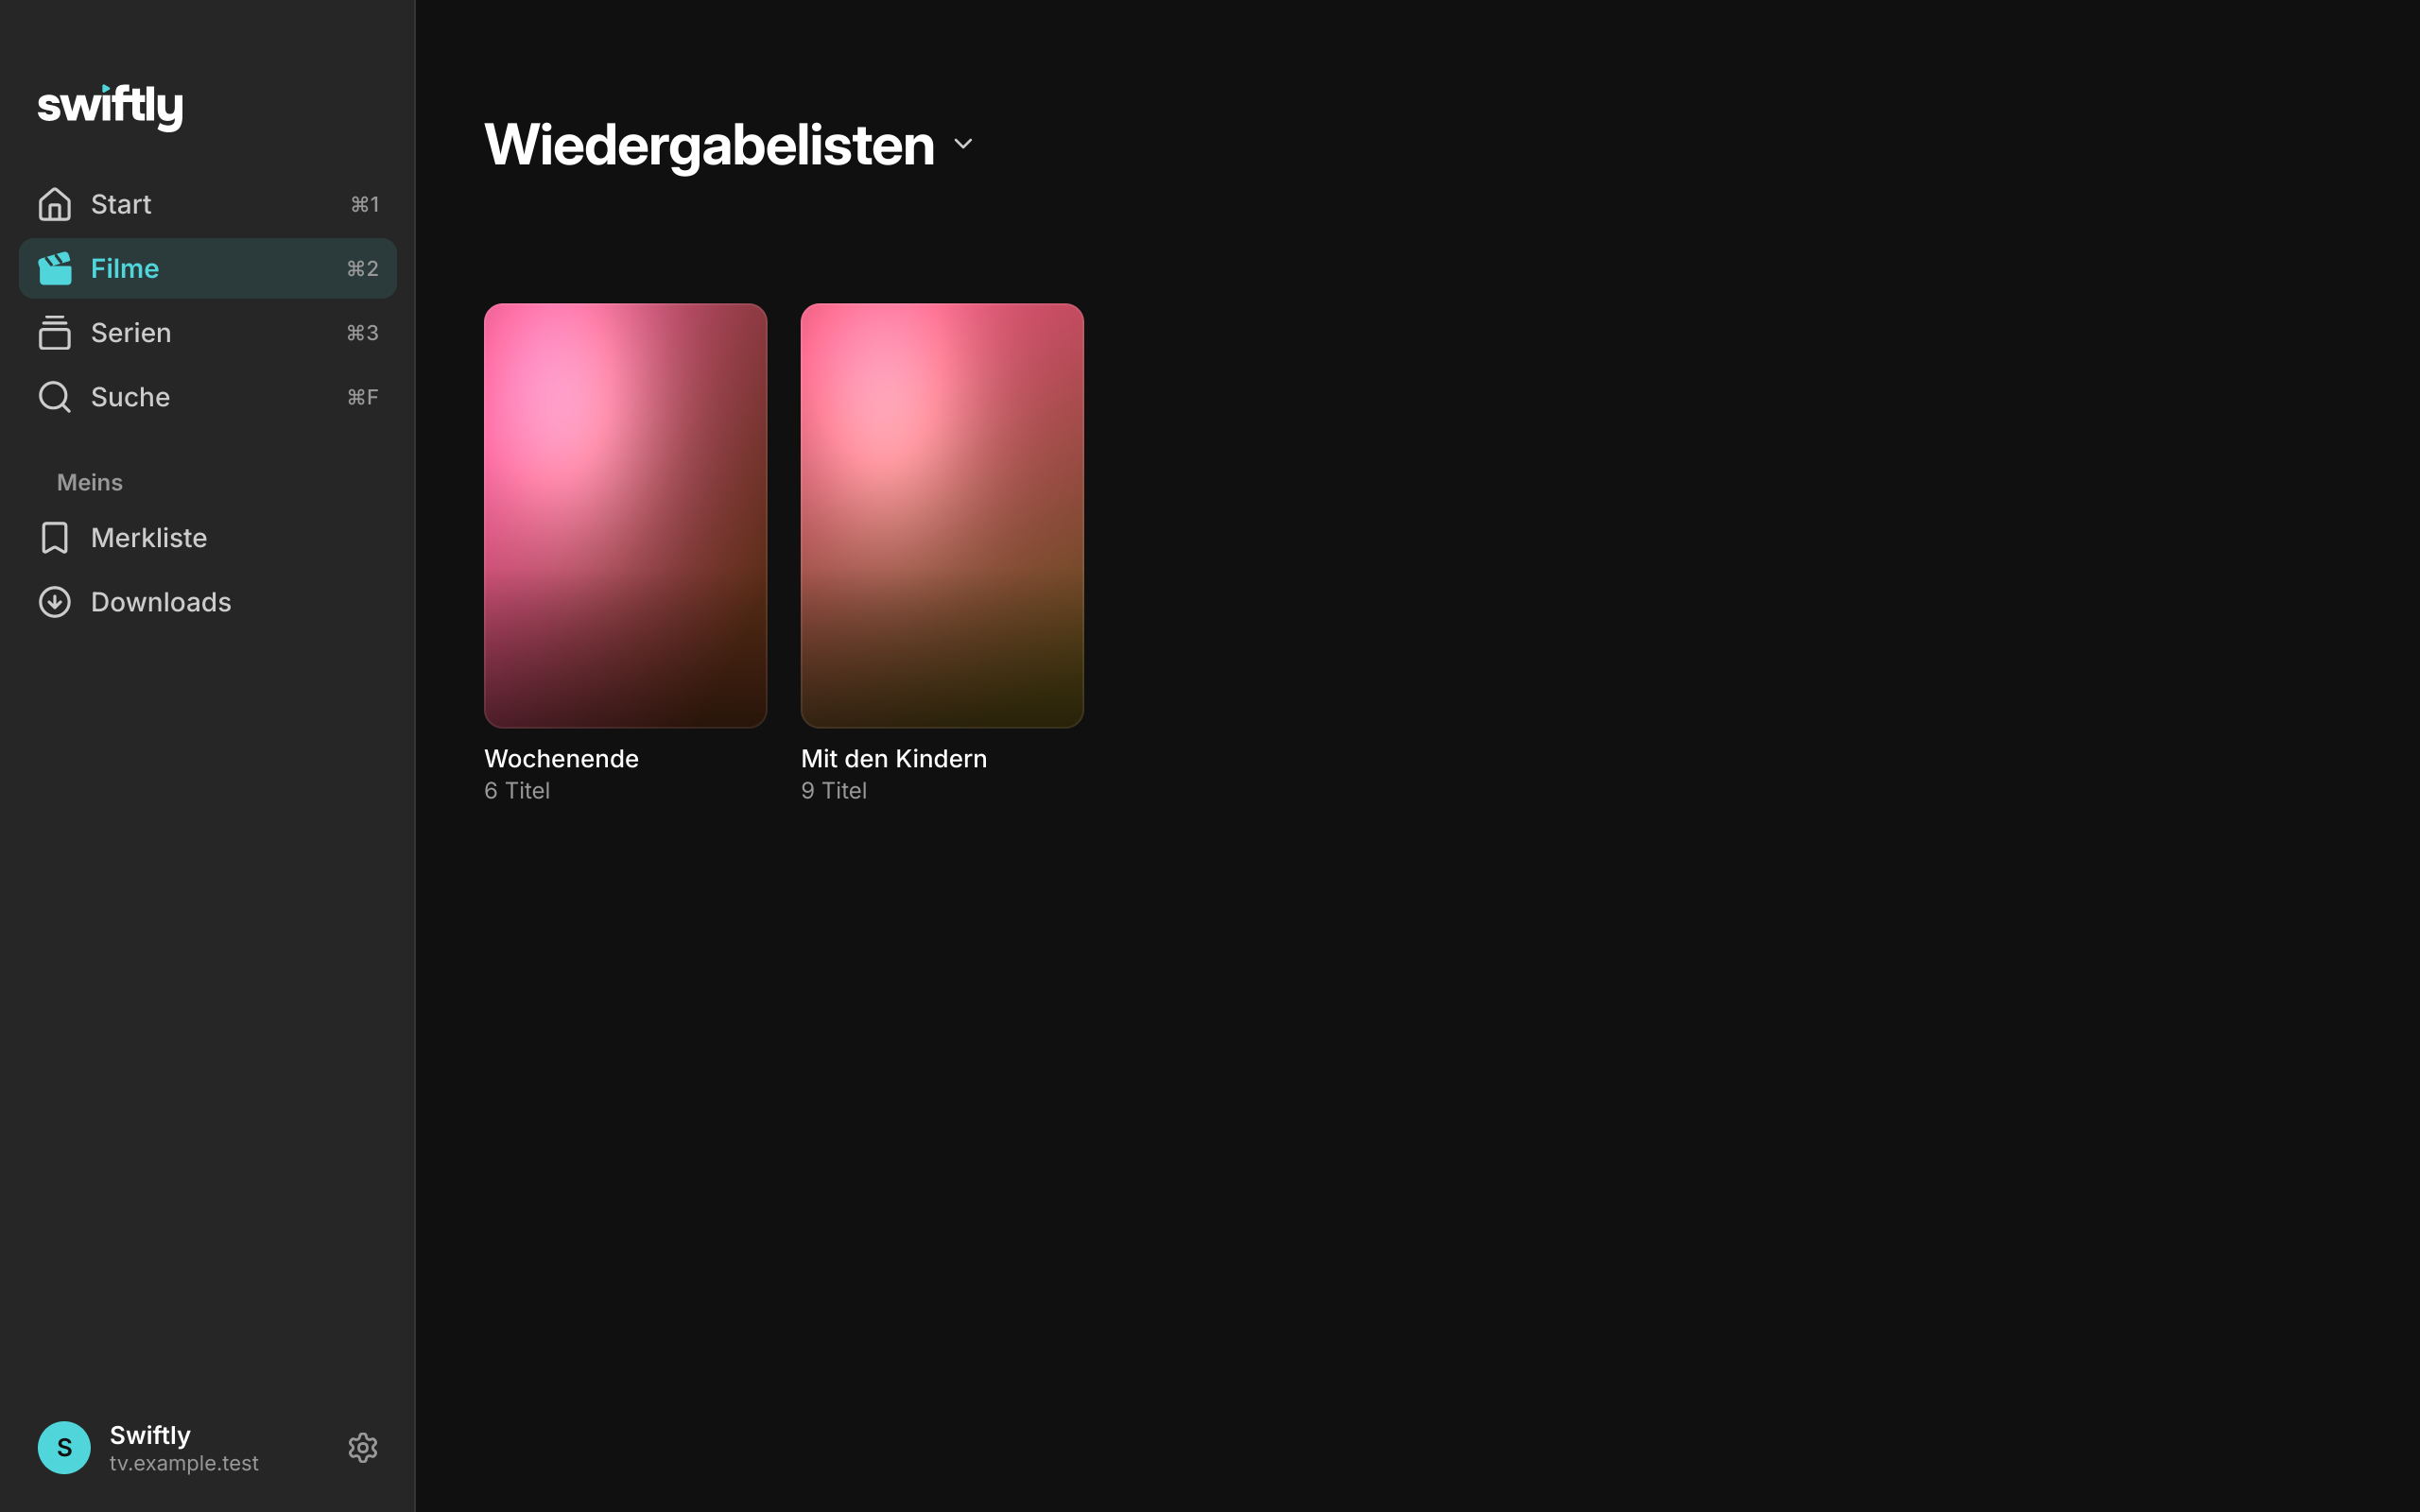 swiftly
Start ⌘1
Filme ⌘2
Serien ⌘3
Suche ⌘F
Meins
Merkliste
Downloads
S
Swiftly
tv.example.test
Wiedergabelisten
Wochenende
6 Titel
Mit den Kindern
9 Titel